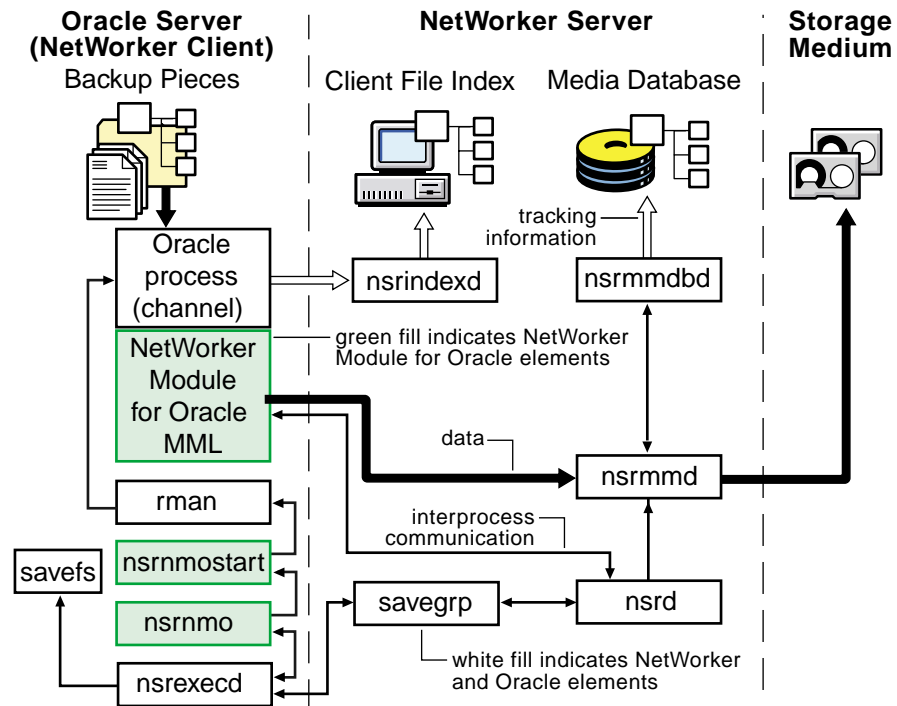 Oracle Server
(NetWorker Client)
Backup Pieces
NetWorker Server
Client File Index
Media Database
Storage
Medium
tracking
information
Oracle
process
(channel)
nsrindexd
nsrmmdbd
green fill indicates NetWorker
Module for Oracle elements
NetWorker
Module
for Oracle
MML
data
nsrmmd
rman
interprocess
communication
nsrnmostart
savefs
nsrnmo
savegrp
nsrd
nsrexecd
white fill indicates NetWorker
and Oracle elements